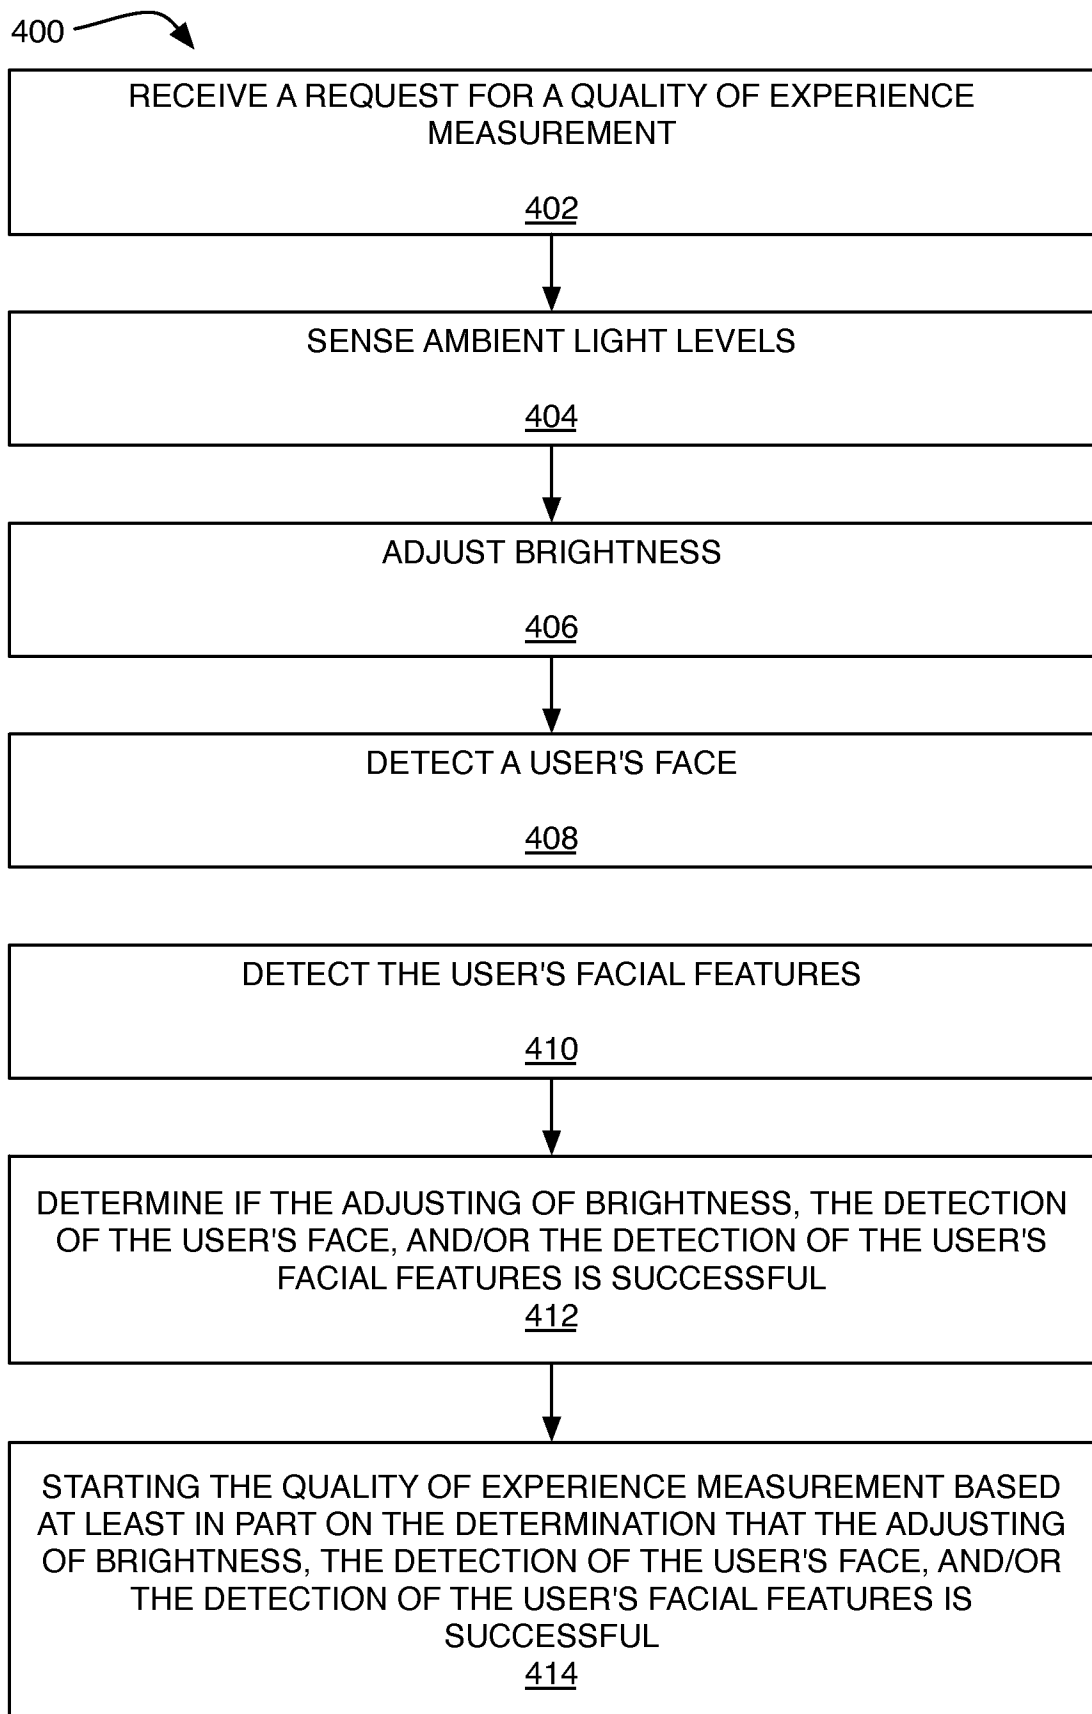 400
RECEIVE A REQUEST FOR A QUALITY OF EXPERIENCE
MEASUREMENT
402
SENSE AMBIENT LIGHT LEVELS
404
ADJUST BRIGHTNESS
406
DETECT A USER'S FACE
408
DETECT THE USER'S FACIAL FEATURES
410
DETERMINE IF THE ADJUSTING OF BRIGHTNESS, THE DETECTION
OF THE USER'S FACE, AND/OR THE DETECTION OF THE USER'S
FACIAL FEATURES IS SUCCESSFUL
412
STARTING THE QUALITY OF EXPERIENCE MEASUREMENT BASED
AT LEAST IN PART ON THE DETERMINATION THAT THE ADJUSTING
OF BRIGHTNESS, THE DETECTION OF THE USER'S FACE, AND/OR
THE DETECTION OF THE USER'S FACIAL FEATURES IS
SUCCESSFUL
414